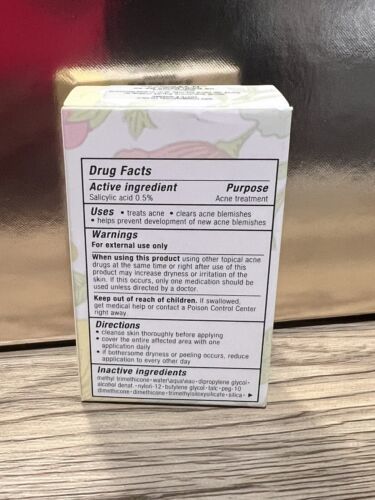 Drug Facts
Active ingredient Purpose
Salicylic acid 0.5% Acne treatment
Uses • treats acne • clears acne blemishes
• helps prevent development of new acne blemishes
Warnings
For external use only
When using this product using other topical acne
drugs at the same time or right after use of this
product may increase dryness or irritation of the
skin. If this occurs, only one medication should be
used unless directed by a doctor.
Keep out of reach of children. If swallowed,
get medical help or contact a Poison Control Center
right away.
Directions
• cleanse skin thoroughly before applying
• cover the entire affected area with one
application daily
• if bothersome dryness or peeling occurs, reduce
application to every other day
Inactive ingredients
methyl trimethicone • water\aqua\eau • dipropylene glycol •
alcohol denat. • nylon-12 • butylene glycol • talc • peg-10
dimethicone • dimethicone • trimethylsiloxysilicate • silica •